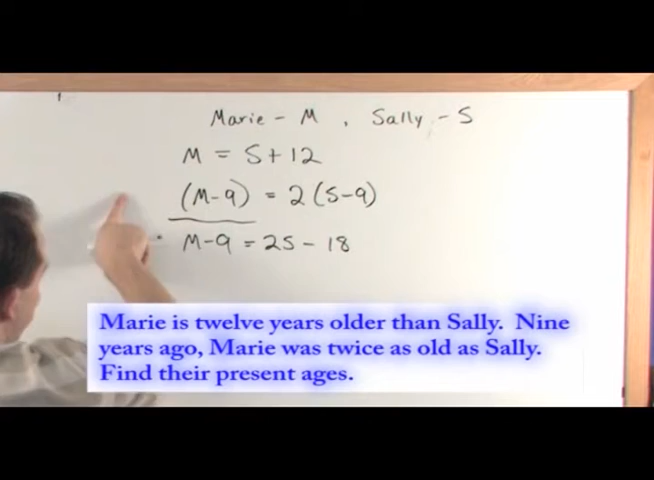 Marie - M , Sally - S
M = S + 12
(M-9) = 2 (S-9)
M-9 = 2S - 18
Marie is twelve years older than Sally. Nine
years ago, Marie was twice as old as Sally.
Find their present ages.